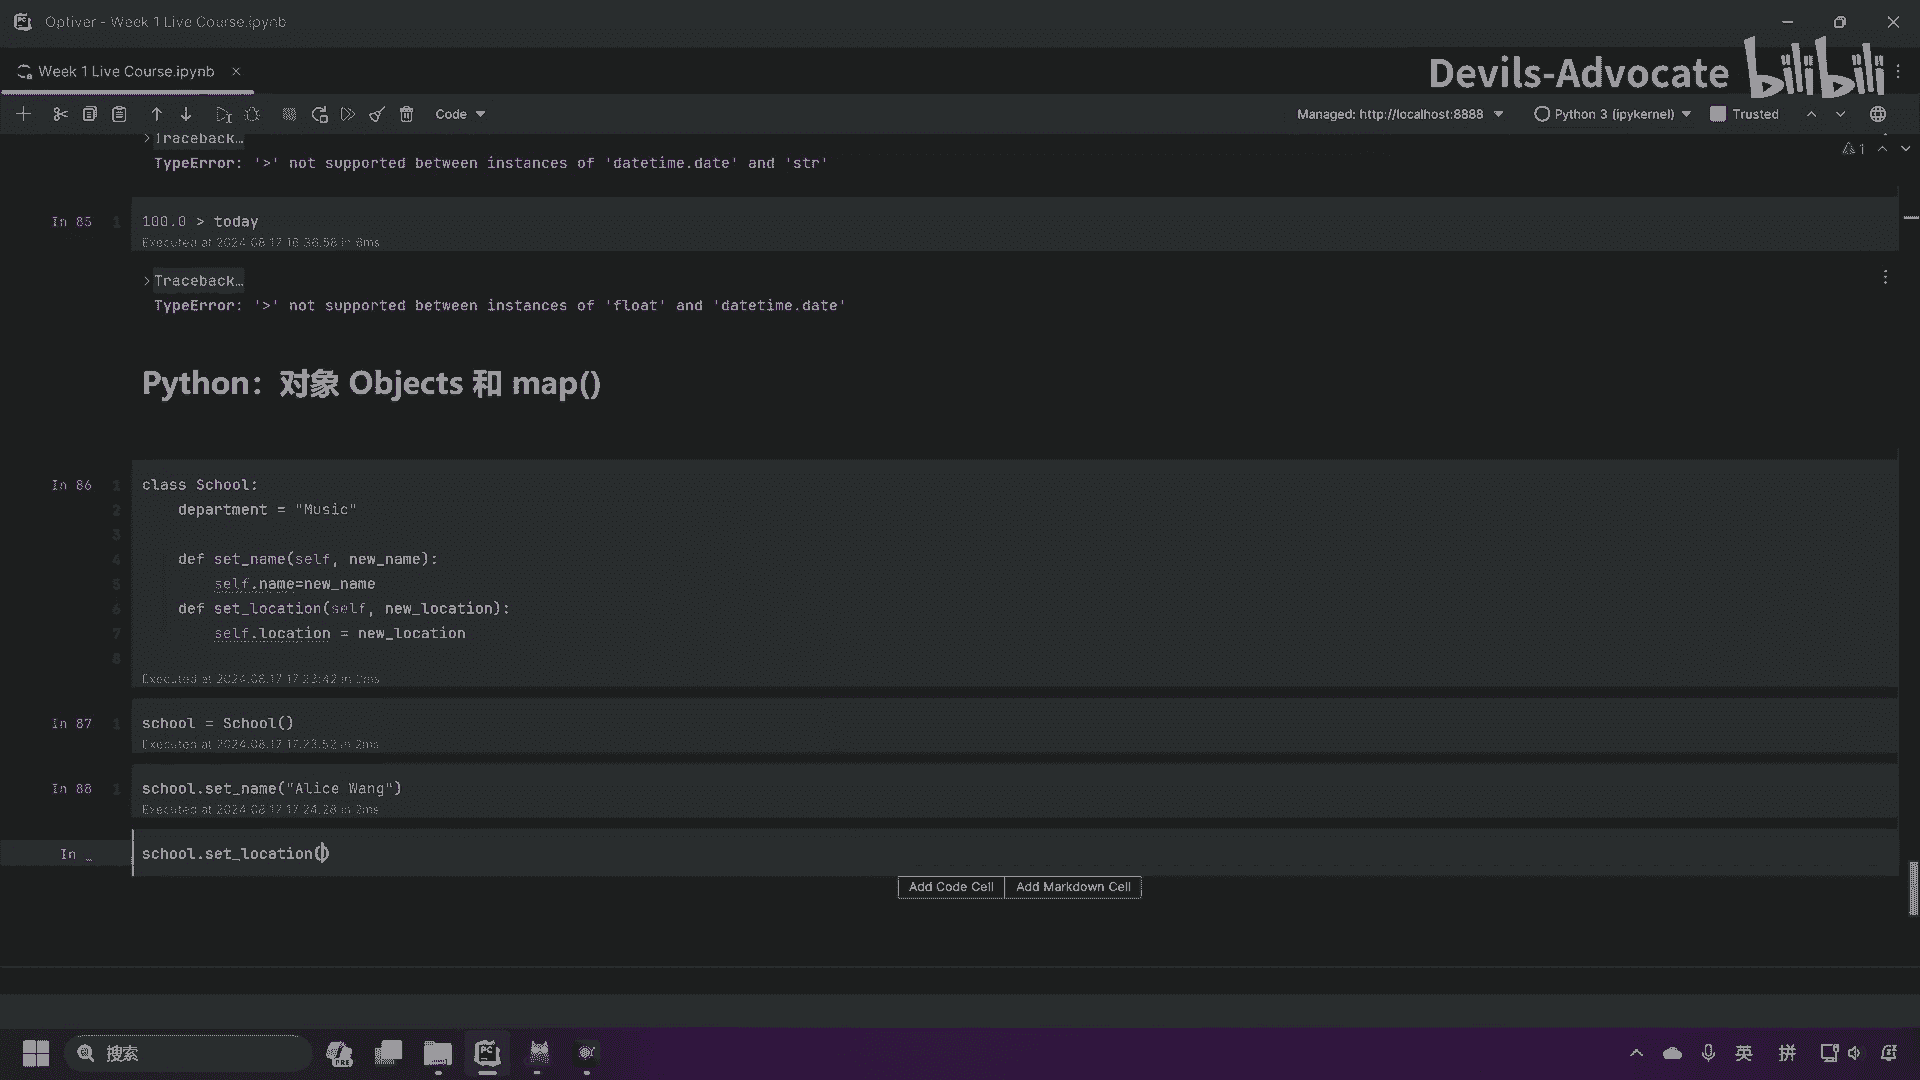 Optiver - Week 1 Live Course.ipynb
Week 1 Live Course.ipynb
Devils-Advocate bilibili
Code
Managed: http://localhost:8888
Python 3 (ipykernel)
Trusted
Traceback…
TypeError: '>' not supported between instances of 'datetime.date' and 'str'
1
In 85 1 100.0 > today
Executed at 2024.08.17 16:36:58 in 6ms
Traceback…
TypeError: '>' not supported between instances of 'float' and 'datetime.date'
Python：对象 Objects 和 map()
In 86 1 class School:
2 department = "Music"
3
4 def set_name(self, new_name):
5 self.name=new_name
6 def set_location(self, new_location):
7 self.location = new_location
8
Executed at 2024.08.17 17:23:42 in 2ms
In 87 1 school = School()
Executed at 2024.08.17 17:23:52 in 2ms
In 88 1 school.set_name("Alice Wang")
Executed at 2024.08.17 17:24:28 in 2ms
In _ school.set_location()
Add Code Cell Add Markdown Cell
搜索
PRE
PC
英
拼